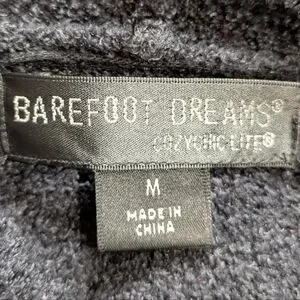 BAREFOOT DREAMS®
COZYCHIC LITE®
M
MADE IN
CHINA